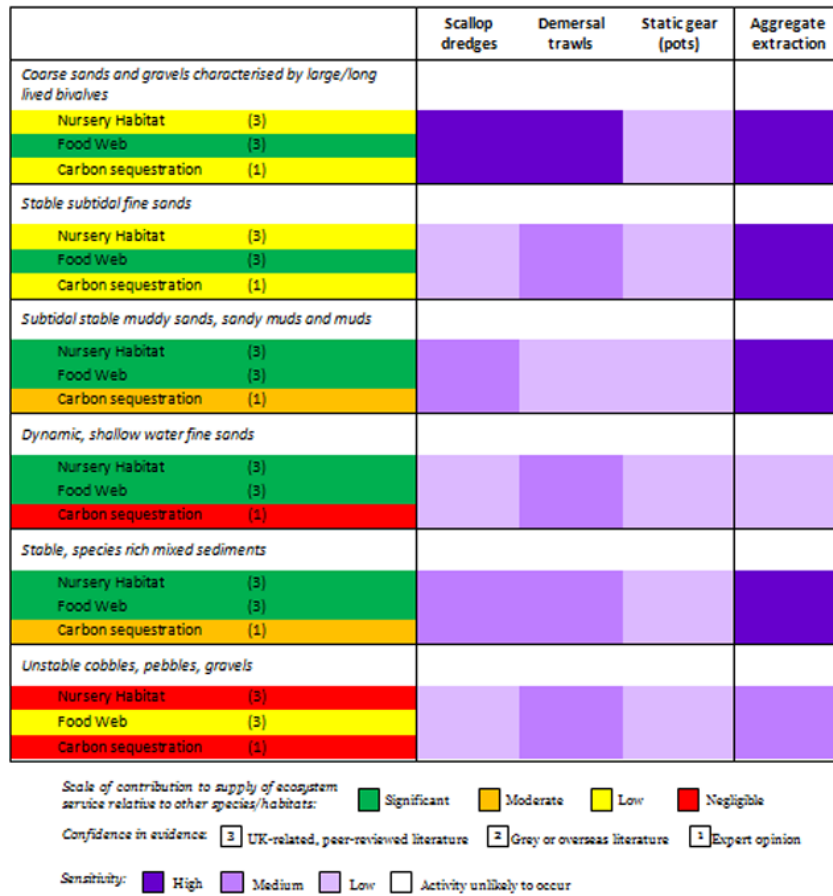 Scallop dredges
Demersal trawls
Static gear (pots)
Aggregate extraction
Coarse sands and gravels characterised by large/long
lived bivalves
Nursery Habitat (3)
Food Web (3)
Carbon sequestration (1)
Stable subtidal fine sands
Nursery Habitat (3)
Food Web (3)
Carbon sequestration (1)
Subtidal stable muddy sands, sandy muds and muds
Nursery Habitat (3)
Food Web (3)
Carbon sequestration (1)
Dynamic, shallow water fine sands
Nursery Habitat (3)
Food Web (3)
Carbon sequestration (1)
Stable, species rich mixed sediments
Nursery Habitat (3)
Food Web (3)
Carbon sequestration (1)
Unstable cobbles, pebbles, gravels
Nursery Habitat (3)
Food Web (3)
Carbon sequestration (1)
Scale of contribution to supply of ecosystem
service relative to other species/habitats: Significant Moderate Low Negligible
Confidence in evidence: 3 UK-related, peer-reviewed literature 2 Grey or overseas literature 1 Expert opinion
Sensitivity: High Medium Low Activity unlikely to occur